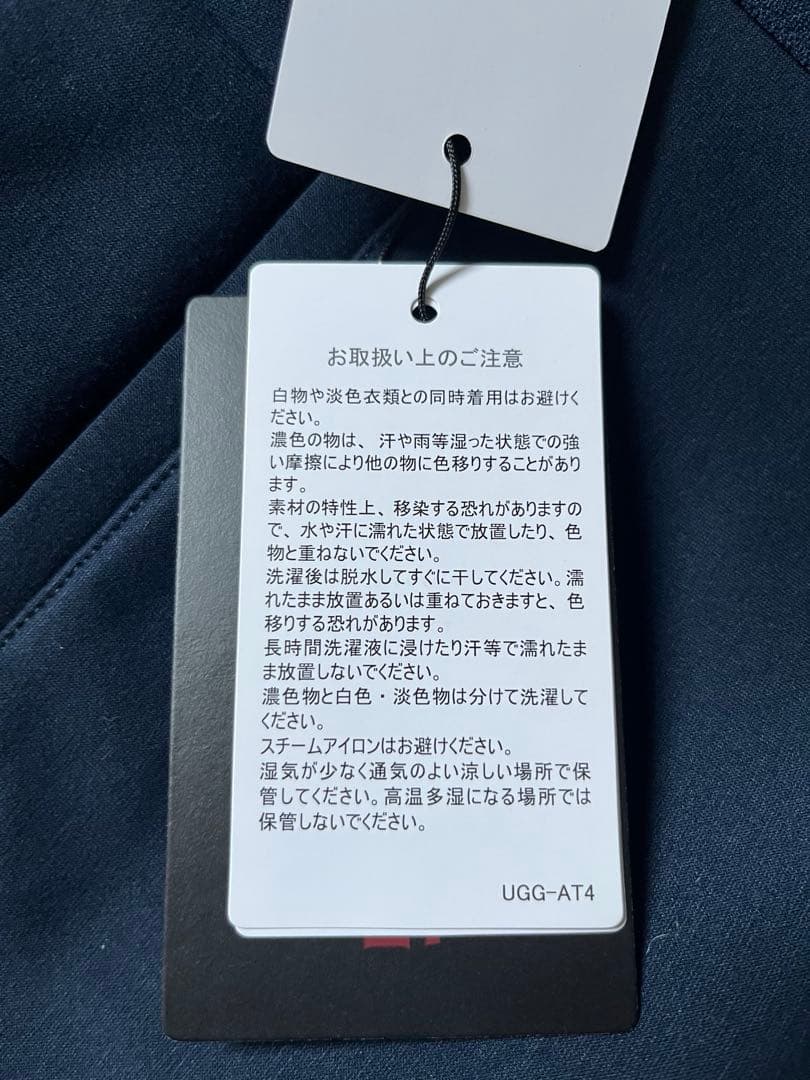 お取扱い上のご注意
白物や淡色衣類との同時着用はお避けく
ださい。
濃色の物は、汗や雨等湿った状態での強
い摩擦により他の物に色移りすることがあり
ます。
素材の特性上、移染する恐れがありますの
で、水や汗に濡れた状態で放置したり、色
物と重ねないでください。
洗濯後は脱水してすぐに干してください。濡
れたまま放置あるいは重ねておきますと、色
移りする恐れがあります。
長時間洗濯液に浸けたり汗等で濡れたま
ま放置しないでください。
濃色物と白色・淡色物は分けて洗濯して
ください。
スチームアイロンはお避けください。
湿気が少なく通気のよい涼しい場所で保
管してください。高温多湿になる場所では
保管しないでください。
UGG-AT4